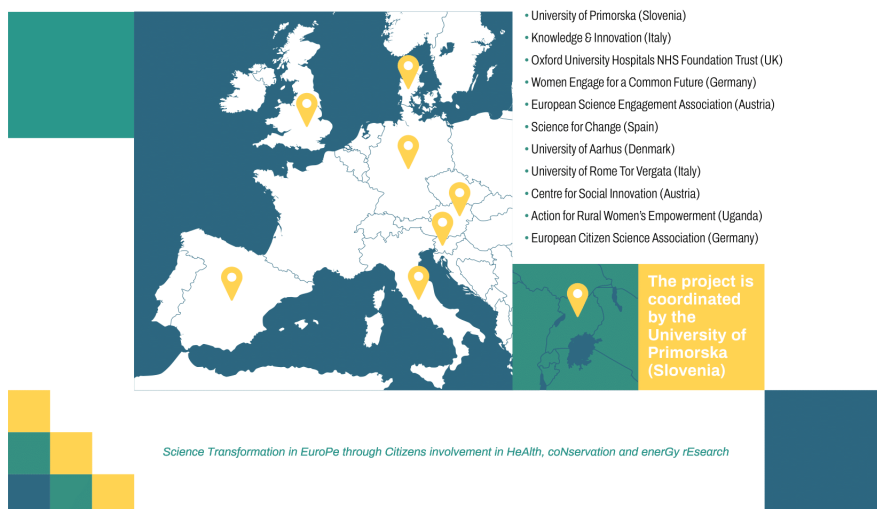 • University of Primorska (Slovenia)
• Knowledge & Innovation (Italy)
• Oxford University Hospitals NHS Foundation Trust (UK)
• Women Engage for a Common Future (Germany)
• European Science Engagement Association (Austria)
• Science for Change (Spain)
• University of Aarhus (Denmark)
• University of Rome Tor Vergata (Italy)
• Centre for Social Innovation (Austria)
• Action for Rural Women's Empowerment (Uganda)
• European Citizen Science Association (Germany)
The project is
coordinated
by the
University of
Primorska
(Slovenia)
Science Transformation in EuroPe through Citizens involvement in HeAlth, coNservation and enerGy rEsearch